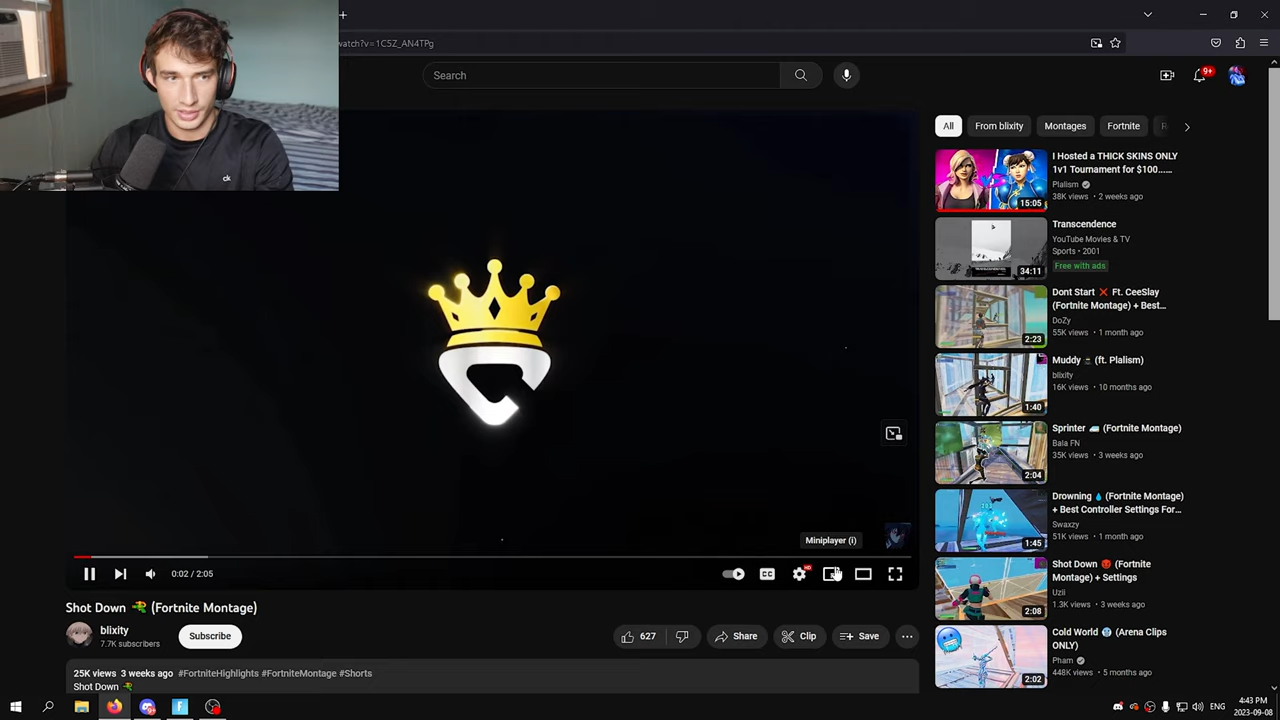 watch?v=1C5Z_AN4TPg
Search
9+
ck
All
From blixity
Montages
Fortnite
I Hosted a THICK SKINS ONLY
1v1 Tournament for $100......
Plalism
38K views • 2 weeks ago
15:05
Transcendence
YouTube Movies & TV
Sports • 2001
Free with ads
34:11
Dont Start ❌ Ft. CeeSlay
(Fortnite Montage) + Best...
DoZy
55K views • 1 month ago
2:23
Muddy (ft. Plalism)
blixity
16K views • 10 months ago
1:40
Sprinter (Fortnite Montage)
Bala FN
35K views • 3 weeks ago
2:04
Drowning 💧 (Fortnite Montage)
+ Best Controller Settings For...
Swaxzy
51K views • 1 month ago
1:45
Shot Down (Fortnite
Montage) + Settings
Uzii
1.3K views • 3 weeks ago
2:08
Cold World 🥶 (Arena Clips
ONLY)
Pham
448K views • 5 months ago
2:02
Miniplayer (i)
0:02 / 2:05
CC
HD
Shot Down 🔫 (Fortnite Montage)
blixity
7.7K subscribers
Subscribe
627
Share
Clip
Save
25K views 3 weeks ago #FortniteHighlights #FortniteMontage #Shorts
Shot Down 🔫
F
ENG
4:43 PM
2023-09-08